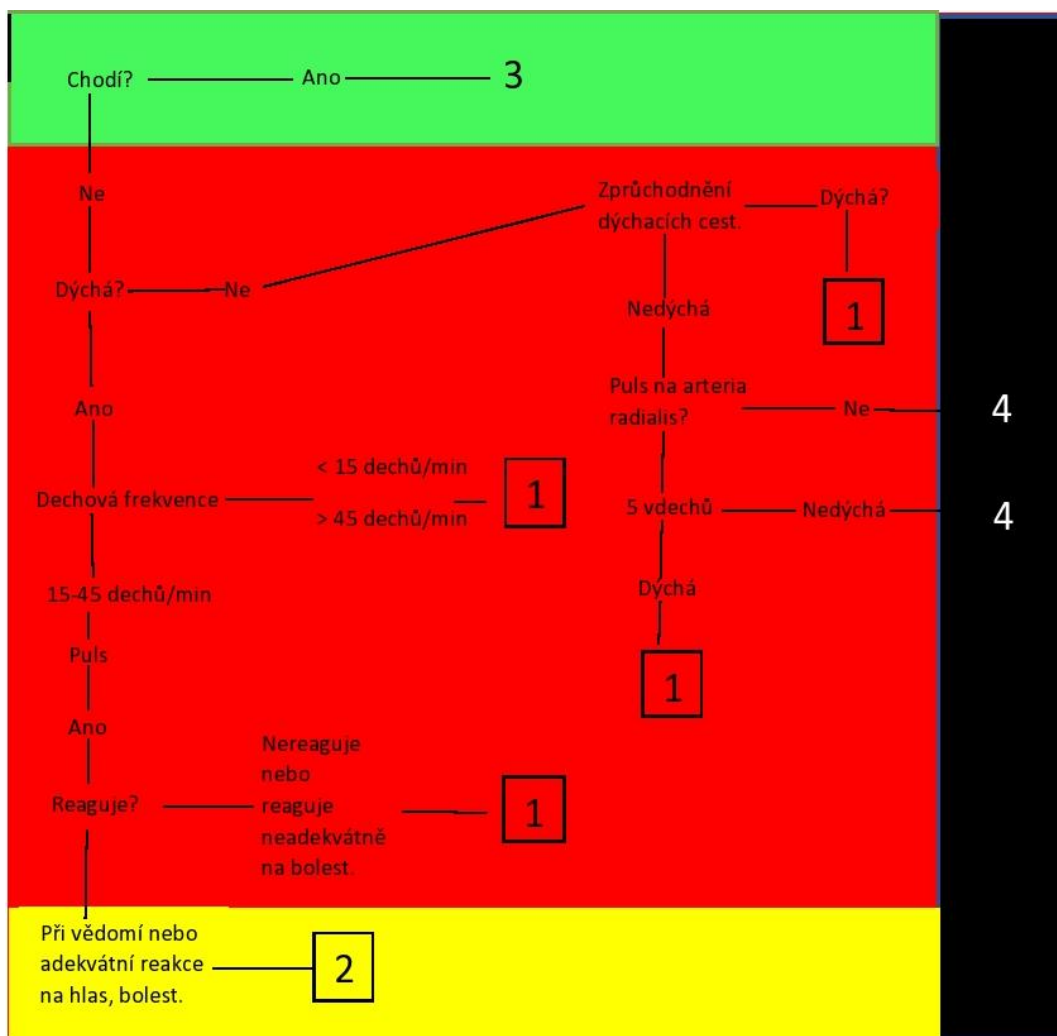 Chodí?
Ano
3
Ne
Zprůchodnění
dýchacích cest.
Dýchá?
Dýchá?
Ne
1
Nedýchá
Ano
Puls na arteria
radialis?
Ne
4
< 15 dechů/min
Dechová frekvence
> 45 dechů/min
1
5 vdechů
Nedýchá
4
15-45 dechů/min
Dýchá
Puls
1
Ano
Reaguje?
Nereaguje
nebo
reaguje
neadekvátně
na bolest.
1
Při vědomí nebo
adekvátní reakce
na hlas, bolest.
2